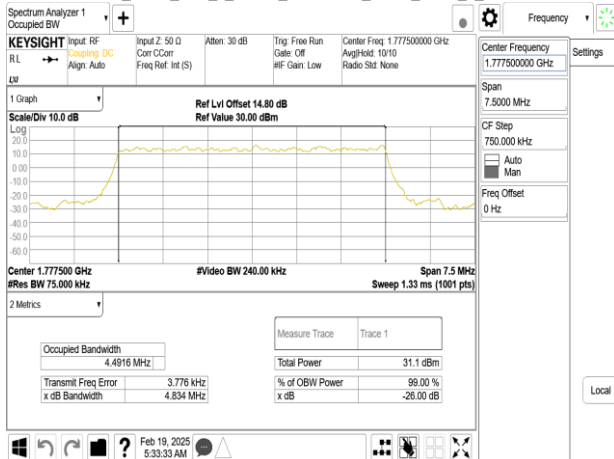 Spectrum Analyzer 1
Occupied BW
+
Frequency
KEYSIGHT
RL
Input: RF
Coupling: DC
Align: Auto
Input Z: 50 Ω
Corr CCorr
Freq Ref: Int (S)
Atten: 30 dB
Trig: Free Run
Gate: Off
#IF Gain: Low
Center Freq: 1.777500000 GHz
Avg|Hold: 10/10
Radio Std: None
LXI
Center Frequency
1.777500000 GHz
Settings
Span
7.5000 MHz
CF Step
750.000 kHz
Auto
Man
Freq Offset
0 Hz
Local
1 Graph
Scale/Div 10.0 dB
Ref Lvl Offset 14.80 dB
Ref Value 30.00 dBm
Log
20.0
10.0
0.00
-10.0
-20.0
-30.0
-40.0
-50.0
-60.0
Center 1.777500 GHz
#Res BW 75.000 kHz
#Video BW 240.00 kHz
Span 7.5 MHz
Sweep 1.33 ms (1001 pts)
2 Metrics
Occupied Bandwidth
4.4916 MHz
Transmit Freq Error 3.776 kHz
x dB Bandwidth 4.834 MHz
Measure Trace Trace 1
Total Power 31.1 dBm
% of OBW Power 99.00 %
x dB -26.00 dB
?
Feb 19, 2025
5:33:33 AM